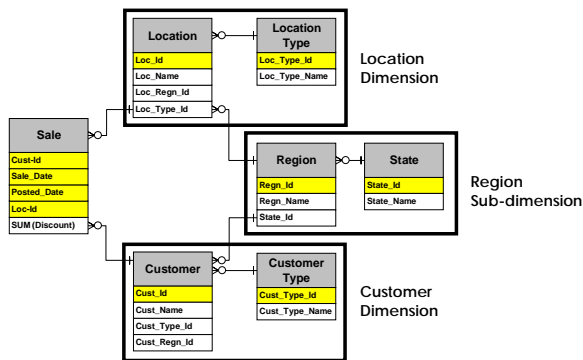 Location
Loc_Id
Loc_Name
Loc_Regn_Id
Loc_Type_Id
Location
Type
Loc_Type_Id
Loc_Type_Name
Location
Dimension
Sale
Cust-Id
Sale_Date
Posted_Date
Loc-Id
SUM (Discount)
Region
Regn_Id
Regn_Name
State_Id
State
State_Id
State_Name
Region
Sub-dimension
Customer
Cust_Id
Cust_Name
Cust_Type_Id
Cust_Regn_Id
Customer
Type
Cust_Type_Id
Cust_Type_Name
Customer
Dimension